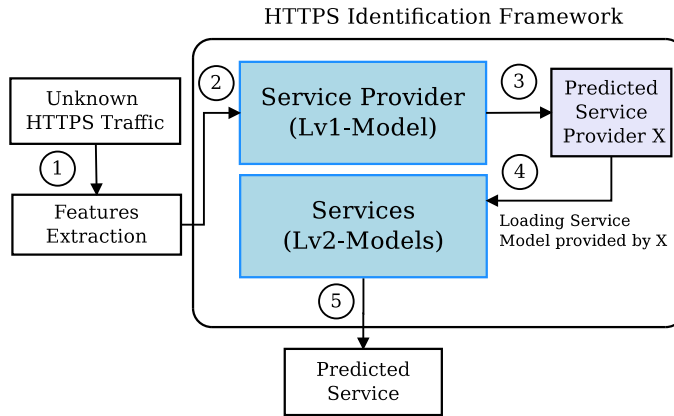 HTTPS Identification Framework
Unknown
HTTPS Traffic
1
Features
Extraction
2
Service Provider
(Lv1-Model)
3
Predicted
Service
Provider X
4
Loading Service
Model provided by X
Services
(Lv2-Models)
5
Predicted
Service